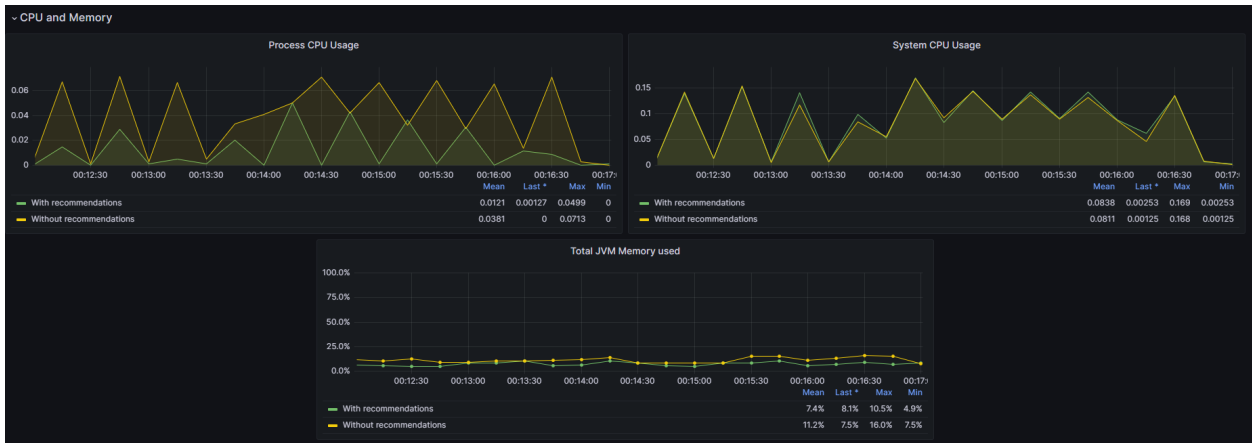 CPU and Memory
Process CPU Usage
0.06
0.04
0.02
0
00:12:30 00:13:00 00:13:30 00:14:00 00:14:30 00:15:00 00:15:30 00:16:00 00:16:30 00:17:
Mean Last * Max Min
With recommendations 0.0121 0.00127 0.0499 0
Without recommendations 0.0381 0 0.0713 0
System CPU Usage
0.15
0.1
0.05
0
00:12:30 00:13:00 00:13:30 00:14:00 00:14:30 00:15:00 00:15:30 00:16:00 00:16:30 00:17:
Mean Last * Max Min
With recommendations 0.0838 0.00253 0.169 0.00253
Without recommendations 0.0811 0.00125 0.168 0.00125
Total JVM Memory used
100.0%
75.0%
50.0%
25.0%
0.0%
00:12:30 00:13:00 00:13:30 00:14:00 00:14:30 00:15:00 00:15:30 00:16:00 00:16:30 00:17:
Mean Last * Max Min
With recommendations 7.4% 8.1% 10.5% 4.9%
Without recommendations 11.2% 7.5% 16.0% 7.5%